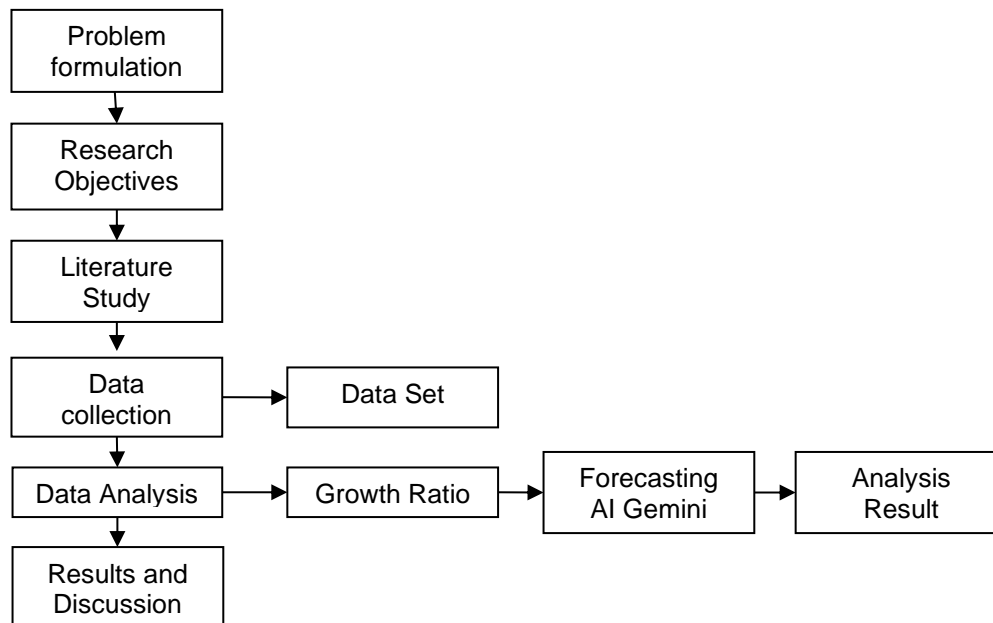 Problem
formulation
Research
Objectives
Literature
Study
Data
collection
Data Set
Data Analysis
Growth Ratio
Forecasting
AI Gemini
Analysis
Result
Results and
Discussion